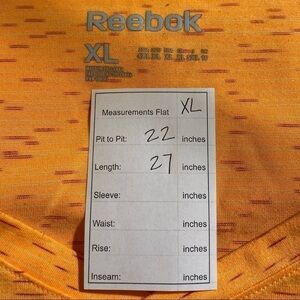 Reebok
XL
Measurements Flat XL
Pit to Pit: 22 inches
Length: 27 inches
Sleeve: inches
Waist: inches
Rise: inches
Inseam: inches